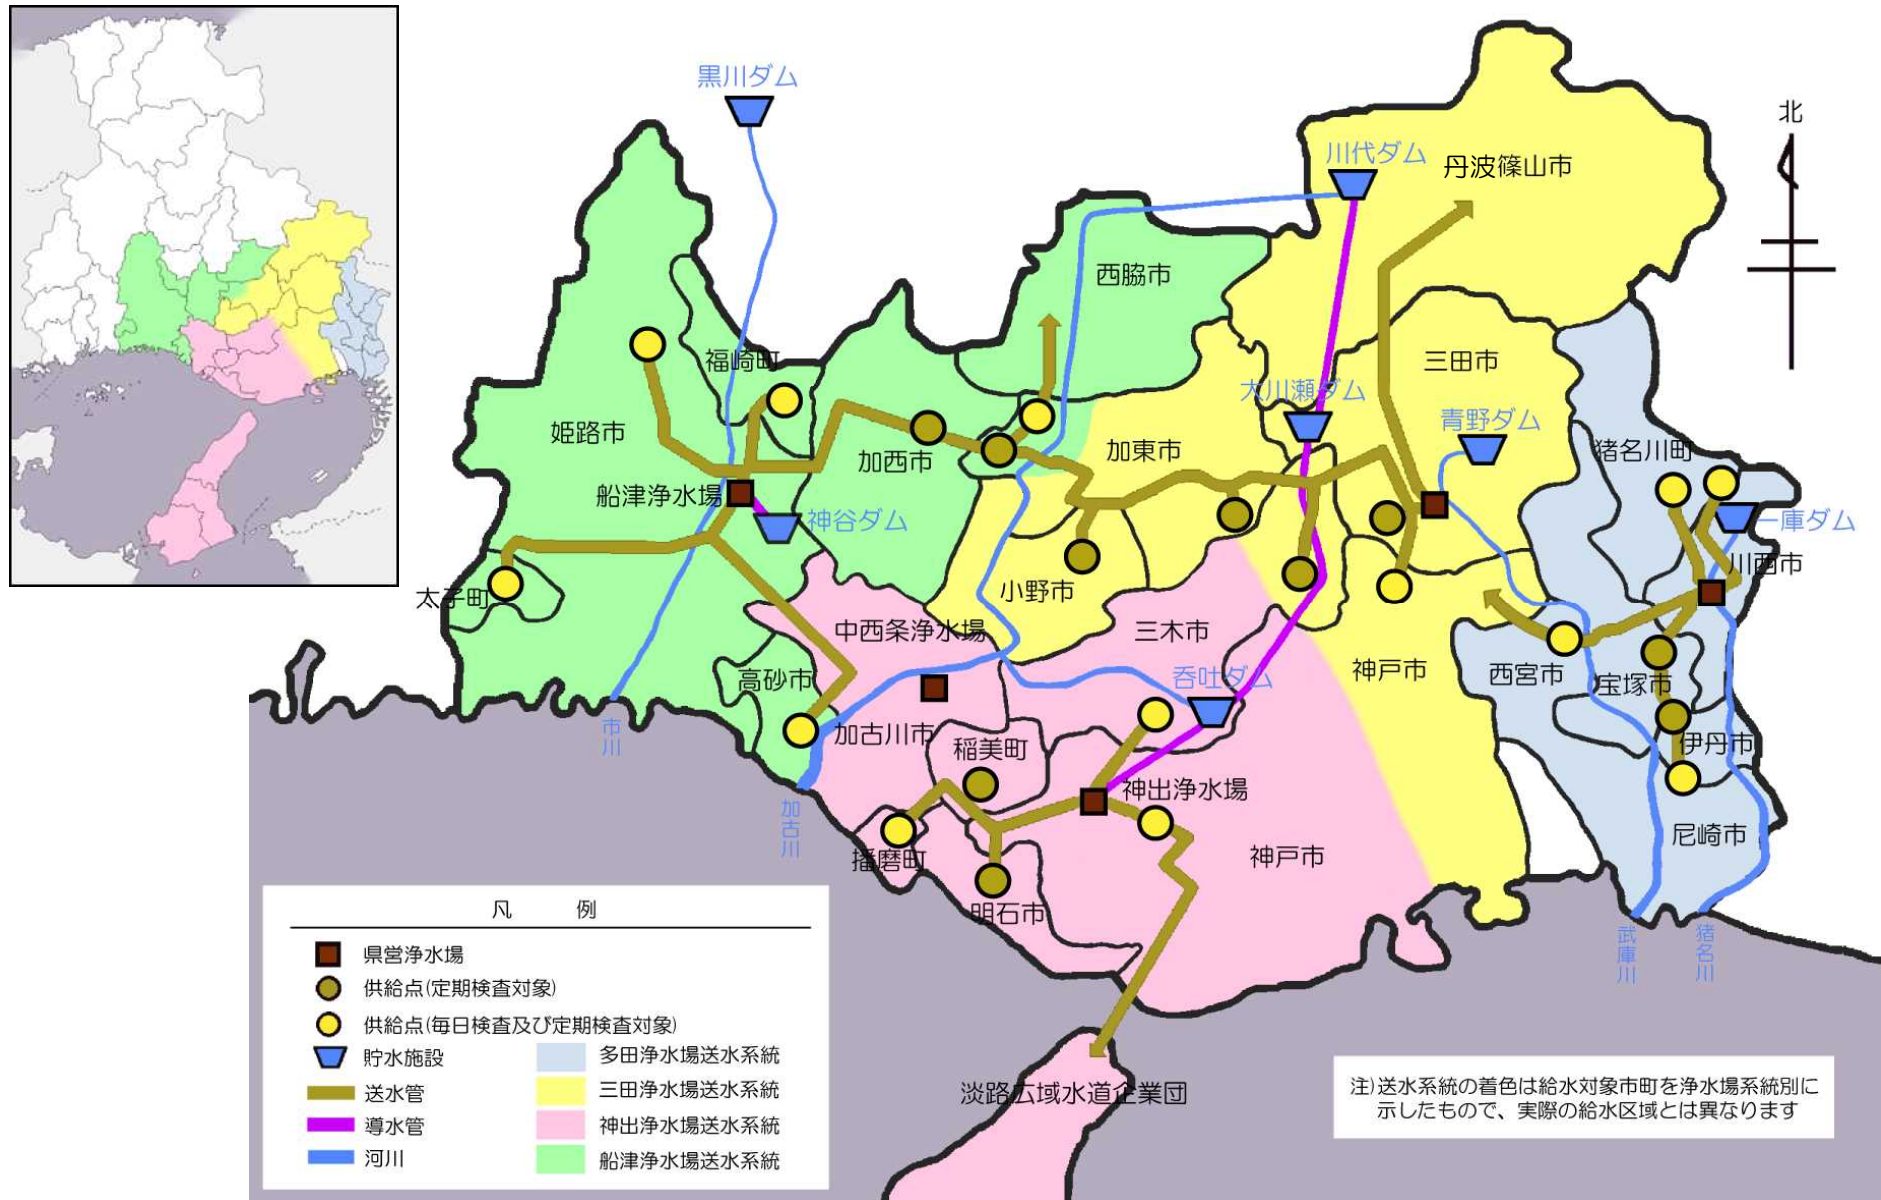 黒川ダム
川代ダム
北
丹波篠山市
西脇市
福崎町
三田市
大川瀬ダム
青野ダム
姫路市
加東市
猪名川町
加西市
船津浄水場
神谷ダム
一庫ダム
川西市
太子町
小野市
中西条浄水場
三木市
神戸市
西宮市
宝塚市
高砂市
呑吐ダム
市川
加古川市
稲美町
伊丹市
神出浄水場
加古川
尼崎市
播磨町
神戸市
明石市
武庫川
猪名川
凡 例
県営浄水場
供給点(定期検査対象)
供給点(毎日検査及び定期検査対象)
貯水施設
送水管
導水管
河川
多田浄水場送水系統
三田浄水場送水系統
神出浄水場送水系統
船津浄水場送水系統
淡路広域水道企業団
注)送水系統の着色は給水対象市町を浄水場系統別に
示したもので、実際の給水区域とは異なります